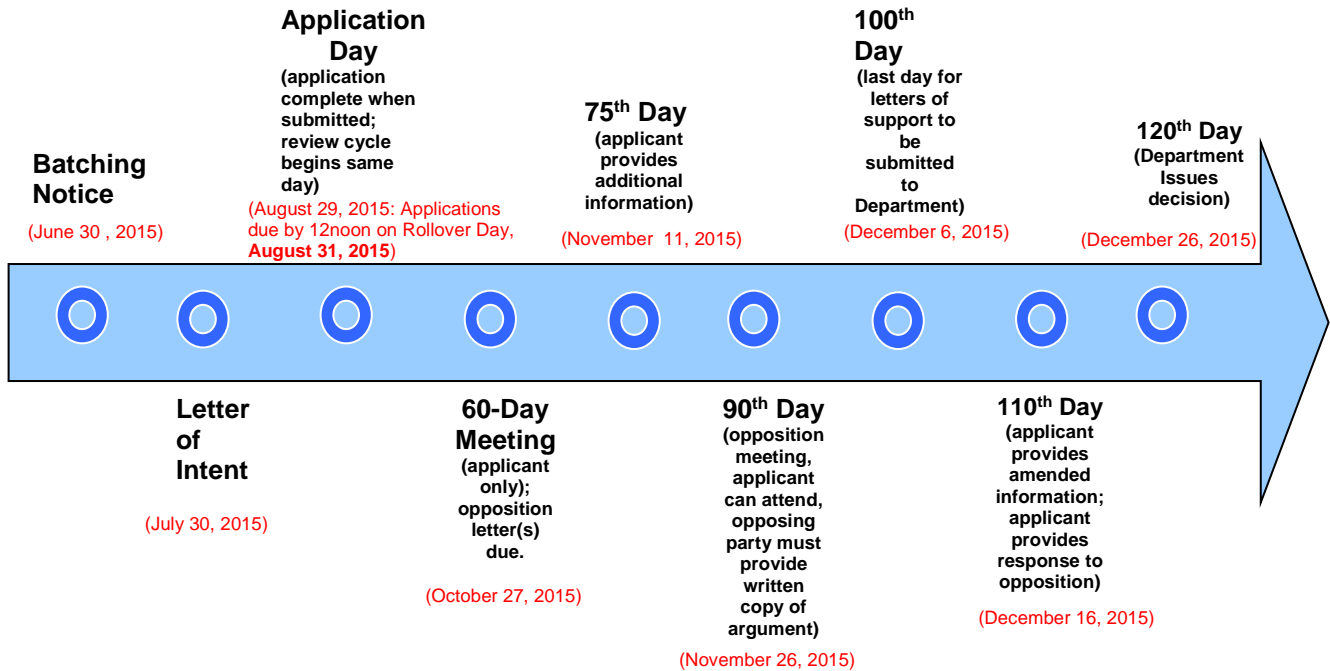 Batching
Notice
(June 30 , 2015)
Application
Day
(application
complete when
submitted;
review cycle
begins same
day)
(August 29, 2015: Applications
due by 12noon on Rollover Day,
August 31, 2015)
75th Day
(applicant
provides
additional
information)
(November 11, 2015)
100th
Day
(last day for
letters of
support to
be
submitted
to
Department)
(December 6, 2015)
120th Day
(Department
Issues
decision)
(December 26, 2015)
Letter
of
Intent
(July 30, 2015)
60-Day
Meeting
(applicant
only);
opposition
letter(s)
due.
(October 27, 2015)
90th Day
(opposition
meeting,
applicant
can attend,
opposing
party must
provide
written
copy of
argument)
(November 26, 2015)
110th Day
(applicant
provides
amended
information;
applicant
provides
response to
opposition)
(December 16, 2015)